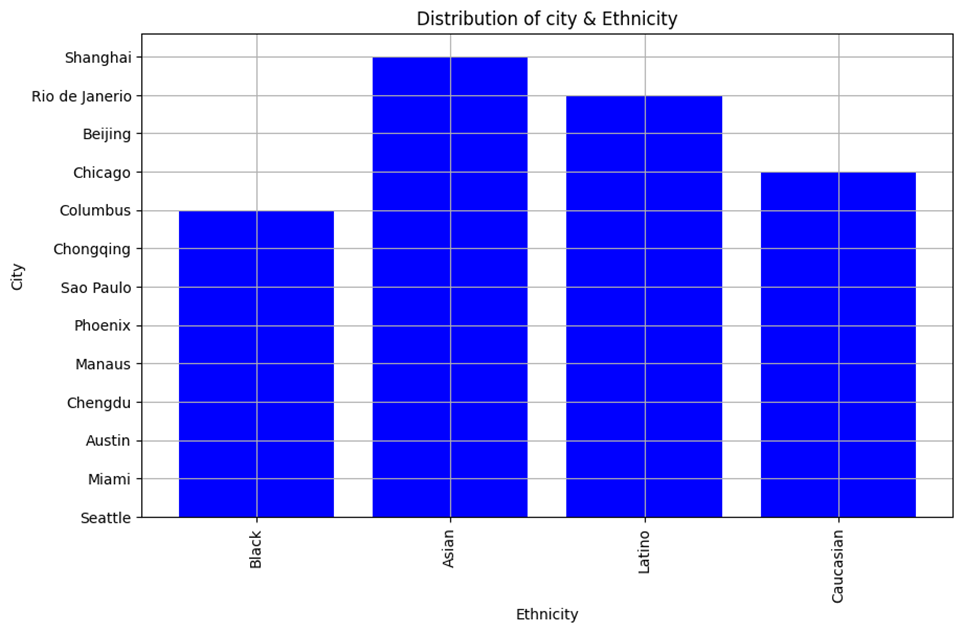 Distribution of city & Ethnicity
Shanghai
Rio de Janerio
Beijing
Chicago
Columbus
Chongqing
Sao Paulo
Phoenix
Manaus
Chengdu
Austin
Miami
Seattle
City
Black
Asian
Latino
Caucasian
Ethnicity